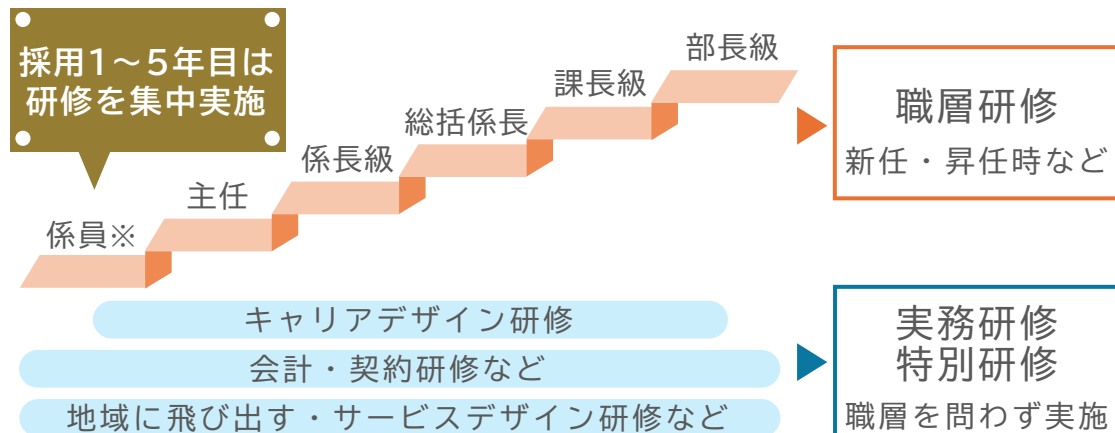 採用1～5年目は
研修を集中実施
部長級
課長級
総括係長
係長級
主任
係員※
職層研修
新任・昇任時など
キャリアデザイン研修
会計・契約研修など
地域に飛び出す・サービスデザイン研修など
実務研修
特別研修
職層を問わず実施